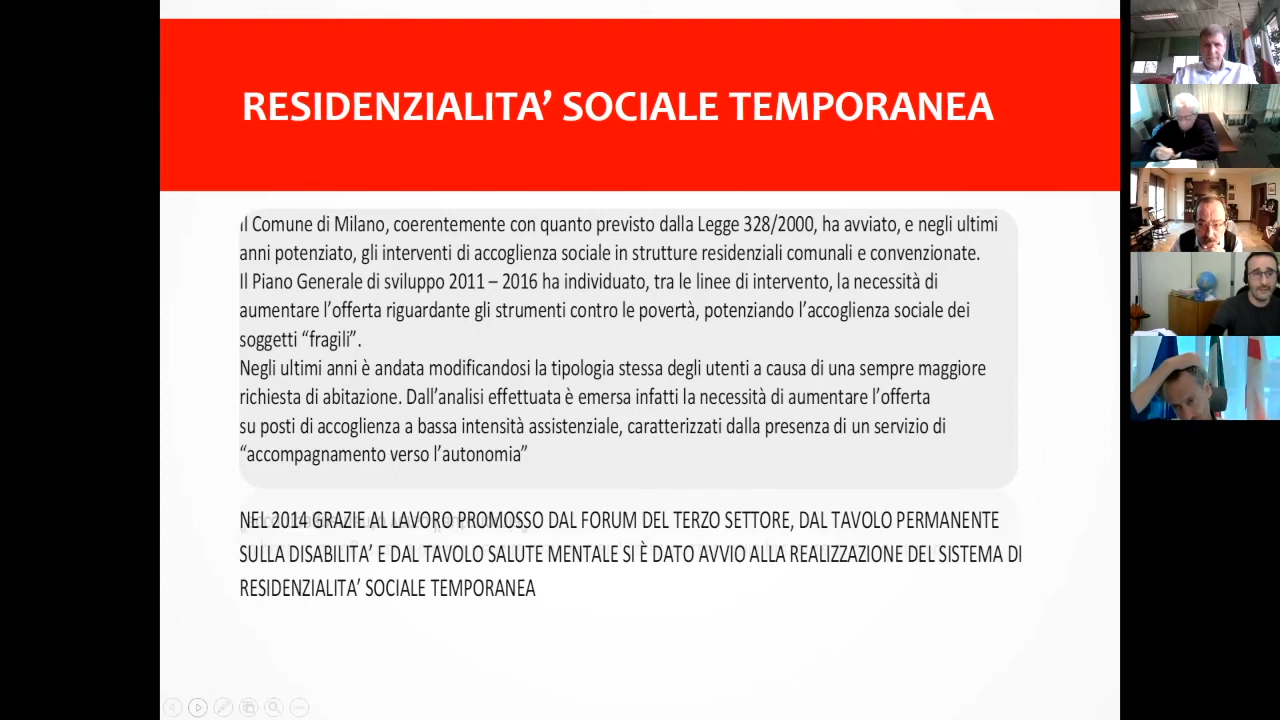 RESIDENZIALITA’ SOCIALE TEMPORANEA
Il Comune di Milano, coerentemente con quanto previsto dalla Legge 328/2000, ha avviato, e negli ultimi
anni potenziato, gli interventi di accoglienza sociale in strutture residenziali comunali e convenzionate.
Il Piano Generale di sviluppo 2011 – 2016 ha individuato, tra le linee di intervento, la necessità di
aumentare l’offerta riguardante gli strumenti contro le povertà, potenziando l’accoglienza sociale dei
soggetti “fragili”.
Negli ultimi anni è andata modificandosi la tipologia stessa degli utenti a causa di una sempre maggiore
richiesta di abitazione. Dall’analisi effettuata è emersa infatti la necessità di aumentare l’offerta
su posti di accoglienza a bassa intensità assistenziale, caratterizzati dalla presenza di un servizio di
“accompagnamento verso l’autonomia”
NEL 2014 GRAZIE AL LAVORO PROMOSSO DAL FORUM DEL TERZO SETTORE, DAL TAVOLO PERMANENTE
SULLA DISABILITA’ E DAL TAVOLO SALUTE MENTALE SI È DATO AVVIO ALLA REALIZZAZIONE DEL SISTEMA DI
RESIDENZIALITA’ SOCIALE TEMPORANEA